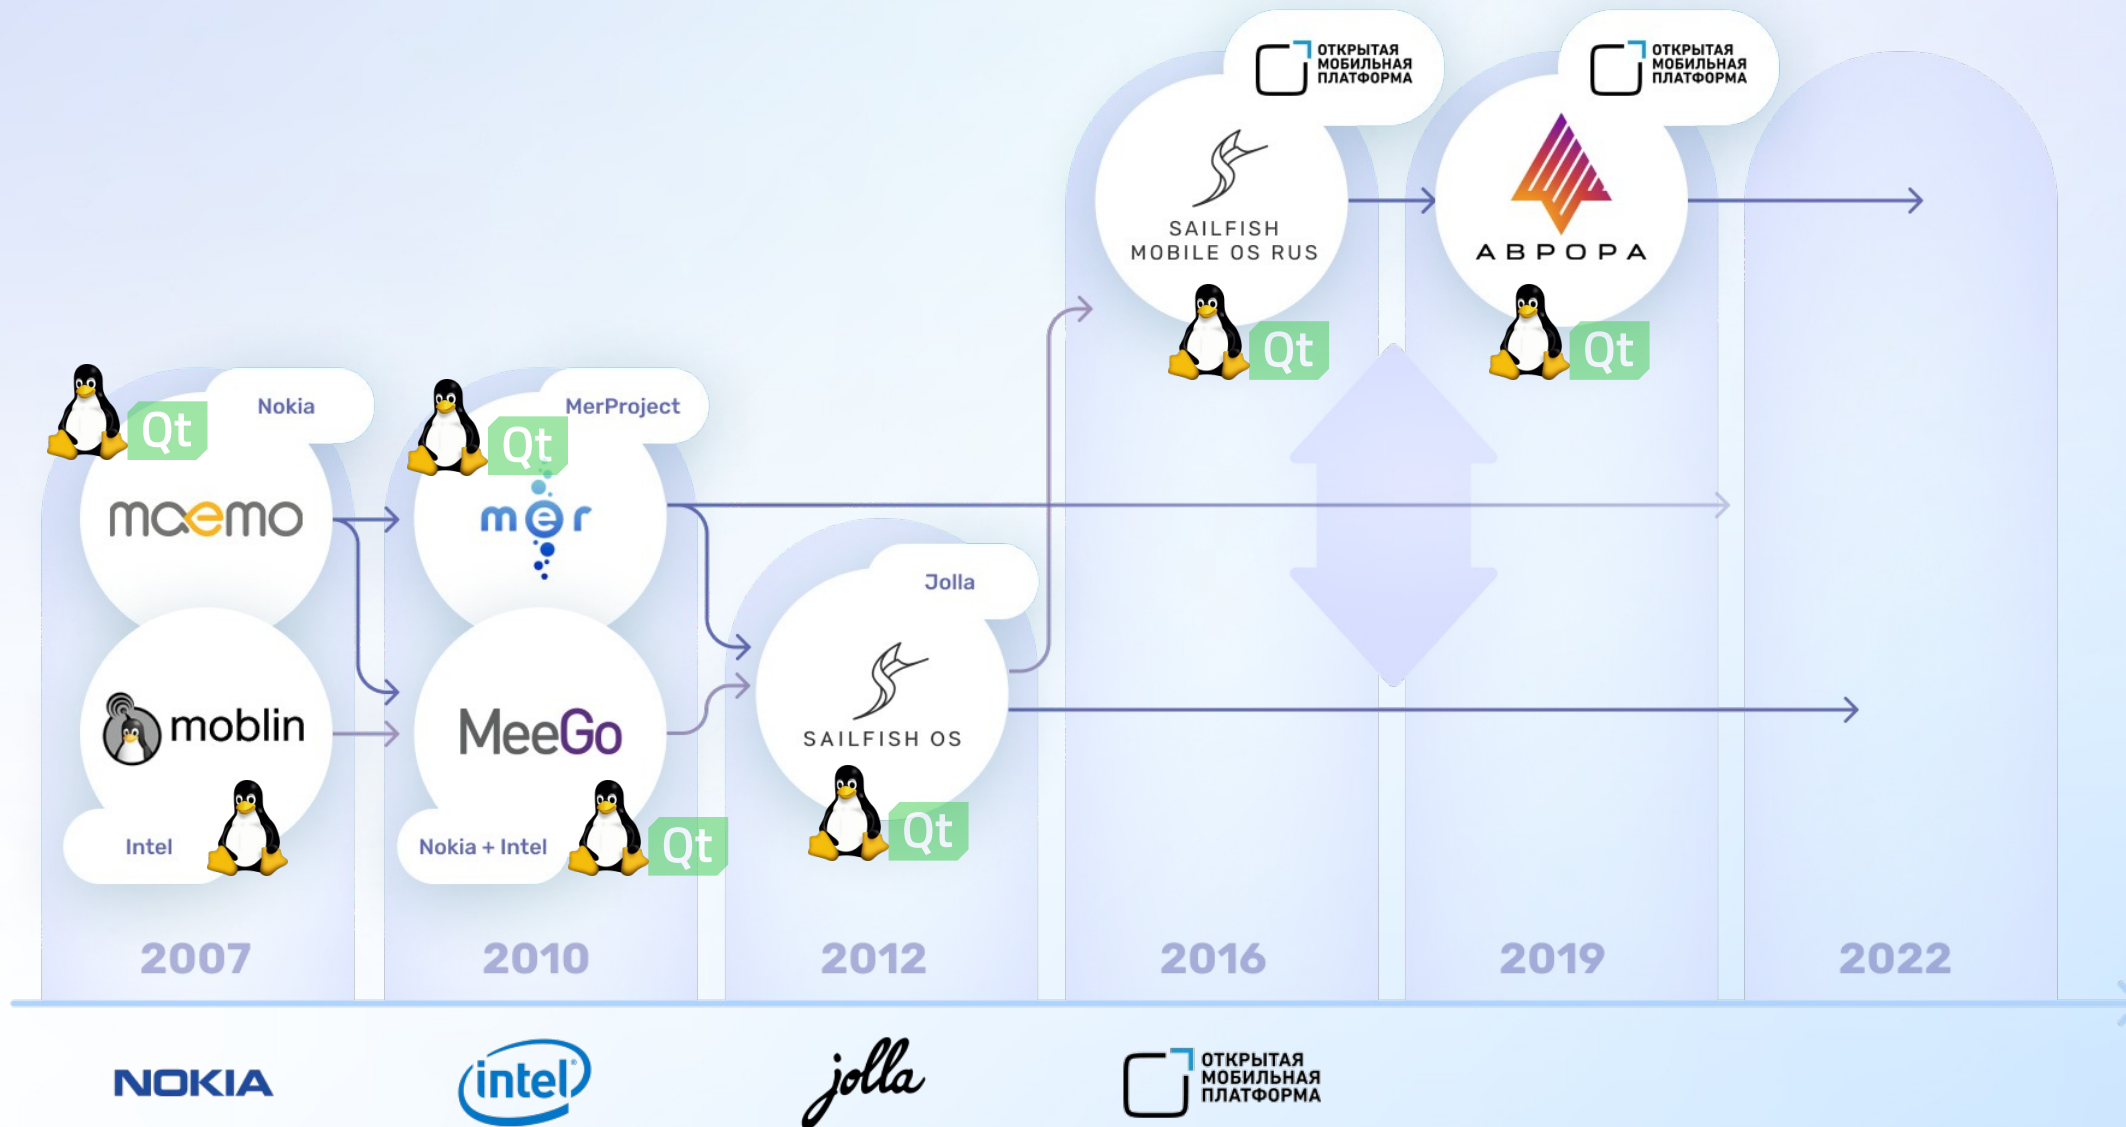 ОТКРЫТАЯ
МОБИЛЬНАЯ
ПЛАТФОРМА
ОТКРЫТАЯ
МОБИЛЬНАЯ
ПЛАТФОРМА
SAILFISH
MOBILE OS RUS
АВРОРА
Qt
Qt
Nokia
Qt
maemo
MerProject
Qt
mer
Jolla
moblin
Intel
MeeGo
Nokia + Intel
Qt
SAILFISH OS
Qt
2007
2010
2012
2016
2019
2022
NOKIA
intel
jolla
ОТКРЫТАЯ
МОБИЛЬНАЯ
ПЛАТФОРМА